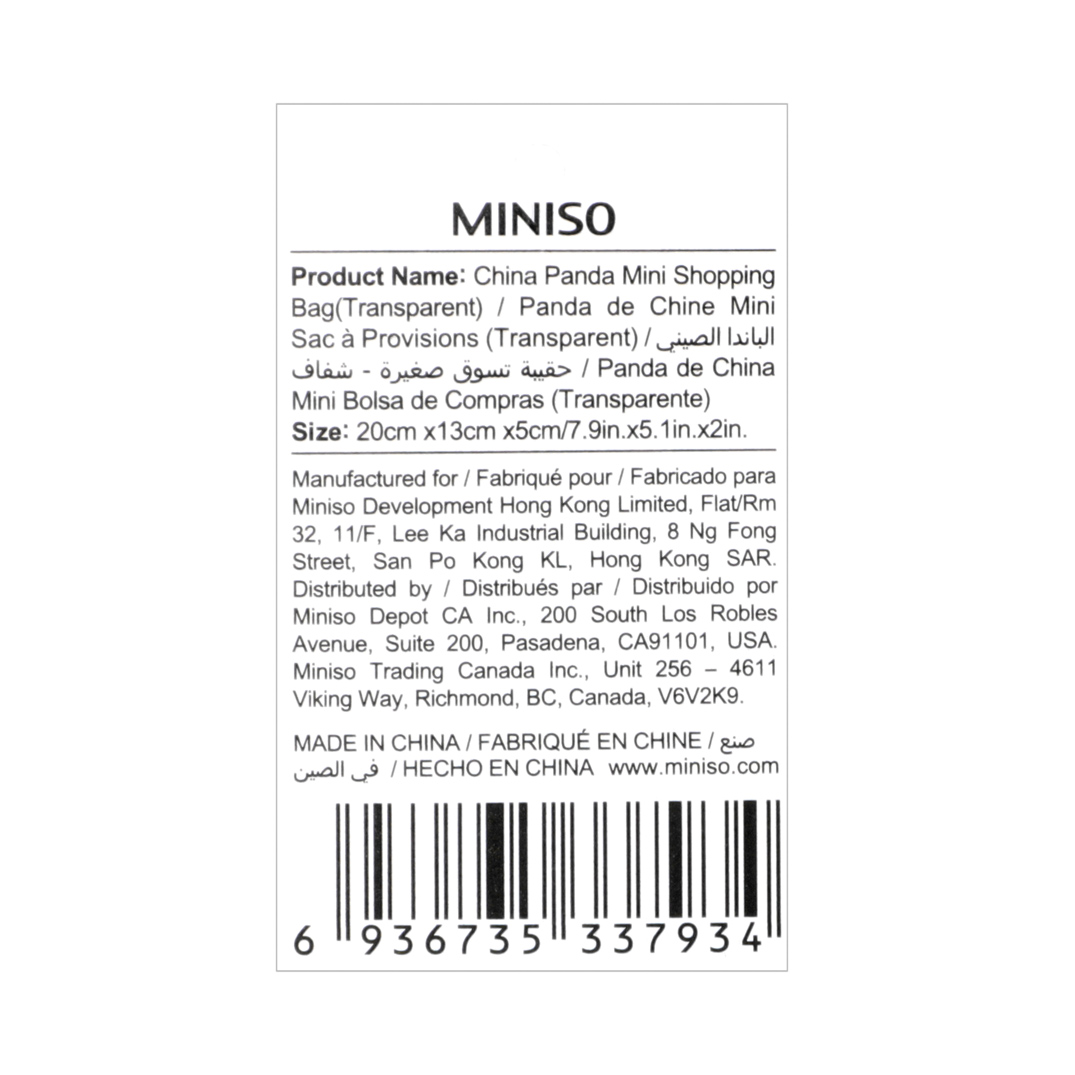 MINISO
Product Name: China Panda Mini Shopping
Bag(Transparent) / Panda de Chine Mini
Sac à Provisions (Transparent) / الباندا الصيني
حقيبة تسوق صغيرة - شفاف / Panda de China
Mini Bolsa de Compras (Transparente)
Size: 20cm x13cm x5cm/7.9in.x5.1in.x2in.
Manufactured for / Fabriqué pour / Fabricado para
Miniso Development Hong Kong Limited, Flat/Rm
32, 11/F, Lee Ka Industrial Building, 8 Ng Fong
Street, San Po Kong KL, Hong Kong SAR.
Distributed by / Distribués par / Distribuido por
Miniso Depot CA Inc., 200 South Los Robles
Avenue, Suite 200, Pasadena, CA91101, USA.
Miniso Trading Canada Inc., Unit 256 – 4611
Viking Way, Richmond, BC, Canada, V6V2K9.
MADE IN CHINA / FABRIQUÉ EN CHINE / صنع
في الصين / HECHO EN CHINA www.miniso.com
6 936735 337934